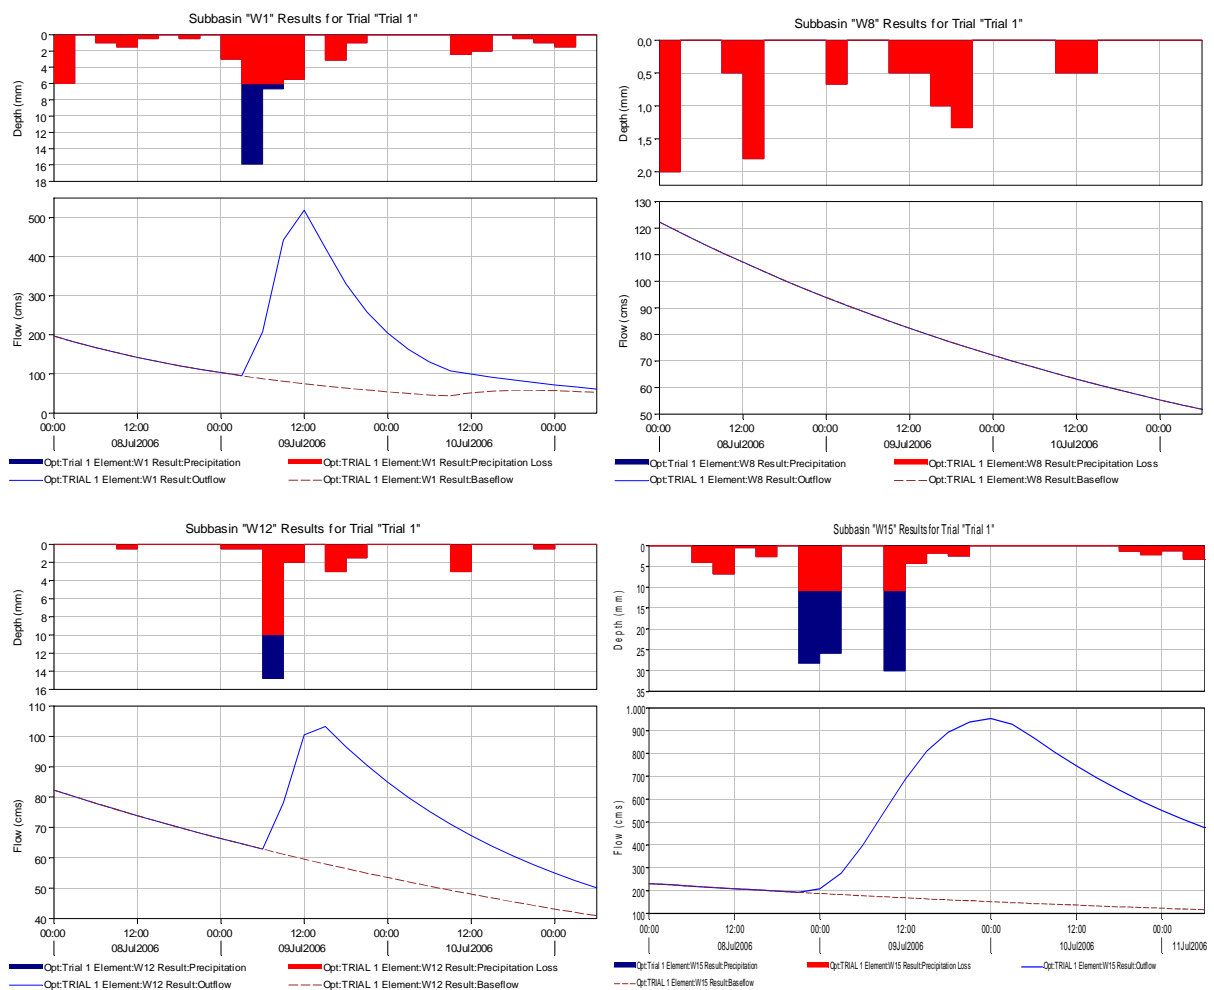 Subbasin "W1" Results for Trial "Trial 1"
0
2
4
6
8
10
12
14
16
18
Depth (mm)
500
400
300
200
100
0
Flow (cms)
00:00 12:00 00:00 12:00 00:00 12:00 00:00
08Jul2006 09Jul2006 10Jul2006
Opt:Trial 1 Element:W1 Result:Precipitation Opt:TRIAL 1 Element:W1 Result:Precipitation Loss
Opt:TRIAL 1 Element:W1 Result:Outflow Opt:TRIAL 1 Element:W1 Result:Baseflow
Subbasin "W8" Results for Trial "Trial 1"
0,0
0,5
1,0
1,5
2,0
Depth (mm)
130
120
110
100
90
80
70
60
50
Flow (cms)
00:00 12:00 00:00 12:00 00:00 12:00 00:00
08Jul2006 09Jul2006 10Jul2006
Opt:Trial 1 Element:W8 Result:Precipitation Opt:TRIAL 1 Element:W8 Result:Precipitation Loss
Opt:TRIAL 1 Element:W8 Result:Outflow Opt:TRIAL 1 Element:W8 Result:Baseflow
Subbasin "W12" Results for Trial "Trial 1"
0
2
4
6
8
10
12
14
16
Depth (mm)
110
100
90
80
70
60
50
40
Flow (cms)
00:00 12:00 00:00 12:00 00:00 12:00 00:00
08Jul2006 09Jul2006 10Jul2006
Opt:Trial 1 Element:W12 Result:Precipitation Opt:TRIAL 1 Element:W12 Result:Precipitation Loss
Opt:TRIAL 1 Element:W12 Result:Outflow Opt:TRIAL 1 Element:W12 Result:Baseflow
Subbasin "W15" Results for Trial "Trial 1"
0
5
10
15
20
25
30
35
Depth (mm)
1.000
900
800
700
600
500
400
300
200
100
Flow (cms)
00:00 12:00 00:00 12:00 00:00 12:00 00:00
08Jul2006 09Jul2006 10Jul2006 11Jul2006
Opt:Trial 1 Element:W15 Result:Precipitation Opt:TRIAL 1 Element:W15 Result:Precipitation Loss Opt:TRIAL 1 Element:W15 Result:Outflow
Opt:TRIAL 1 Element:W15 Result:Baseflow